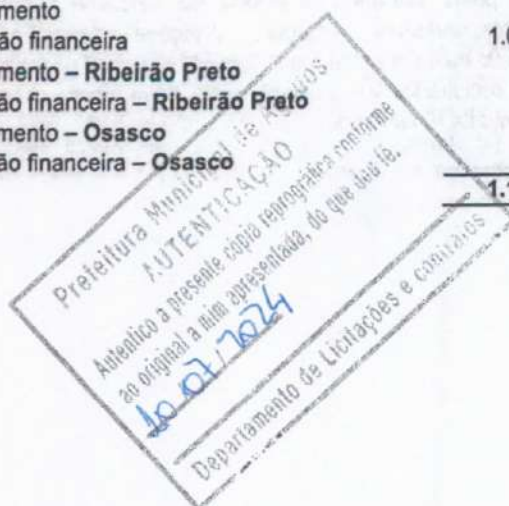 mento
ão financeira 1.0
mento – Ribeirão Preto
ão financeira – Ribeirão Preto
mento – Osasco
ão financeira – Osasco
1.1
Prefeitura Municipal de Agudos
AUTENTICAÇÃO
Autentico a presente cópia reprográfica conforme
ao original a mim apresentada, do que dou fé.
10/07/2024
Departamento de Licitações e contratos